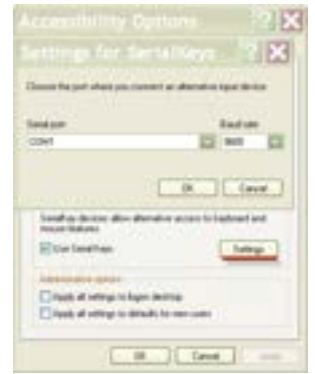 Accessibility Options
Settings for SerialKeys
Choose the port where you connect an alternative input device
Serial port
Baud rate
COM1
9600
OK
Cancel
SerialKey devices allow alternative access to keyboard and
mouse features
Use Serial Keys
Settings
Administrative options
Apply all settings to logon desktop
Apply all settings to defaults for new users
OK
Cancel